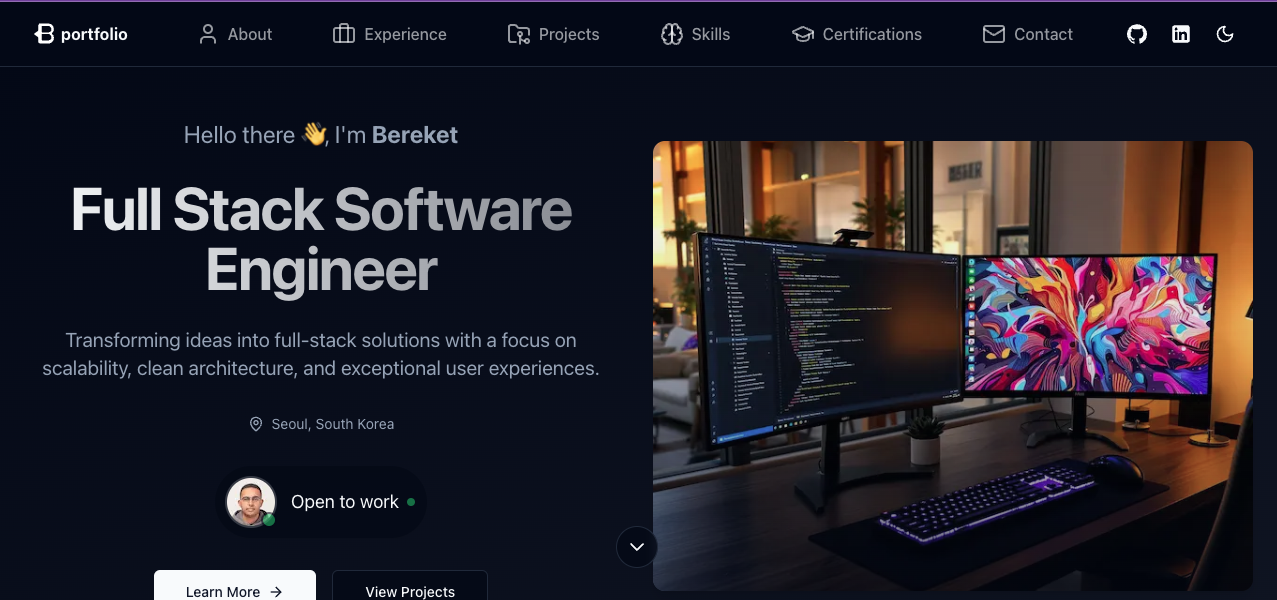 portfolio
About
Experience
Projects
Skills
Certifications
Contact
Hello there 👋, I'm Bereket
Full Stack Software
Engineer
Transforming ideas into full-stack solutions with a focus on
scalability, clean architecture, and exceptional user experiences.
Seoul, South Korea
Open to work
Learn More
View Projects